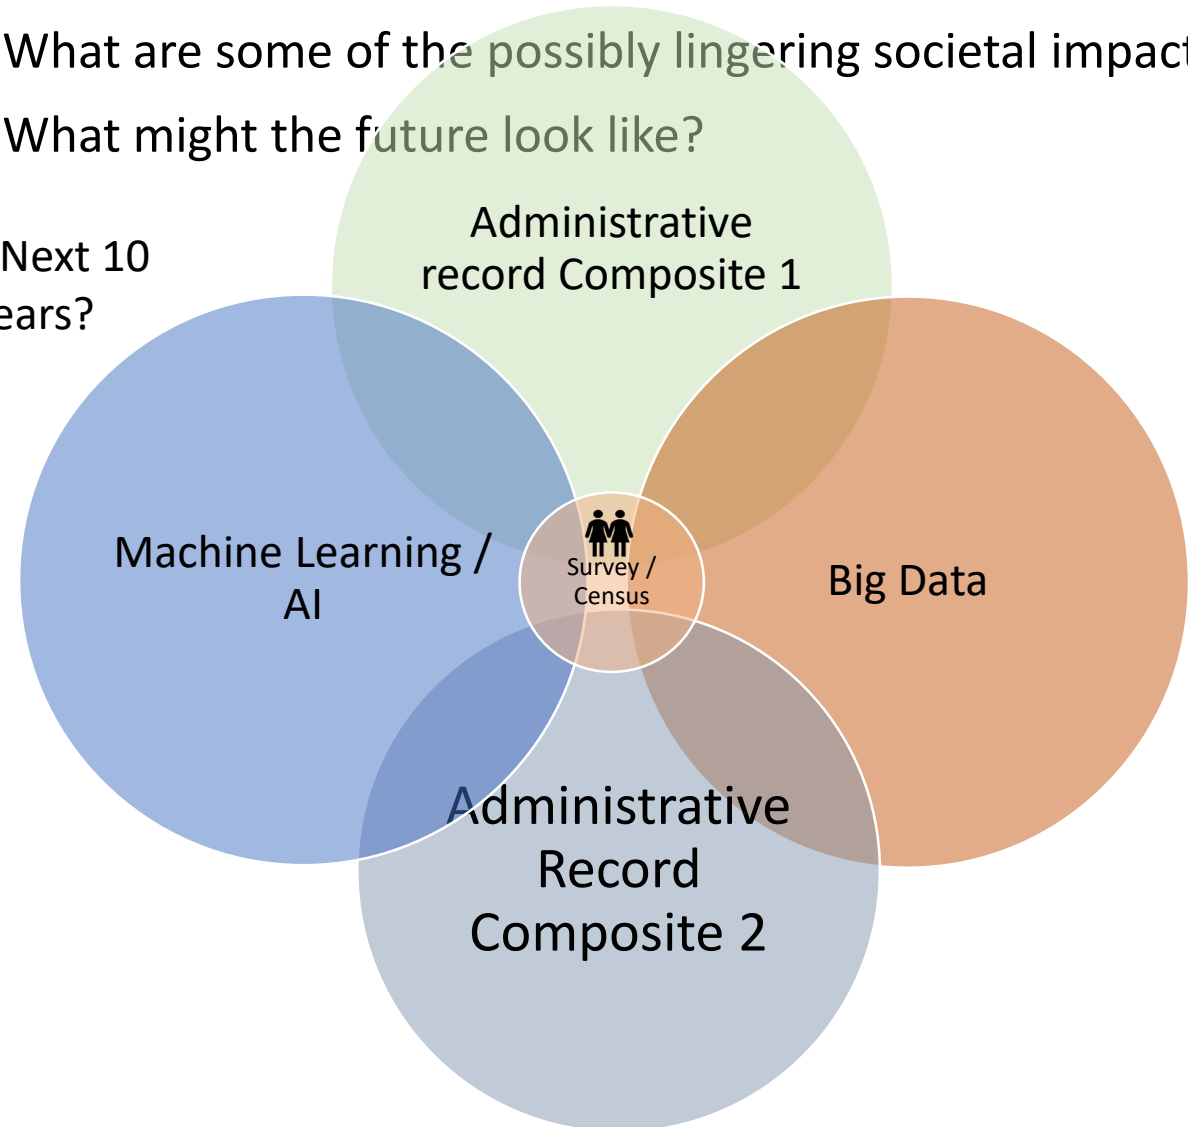 What are some of the possibly lingering societal impact
What might the future look like?
Next 10
ears?
Administrative
record Composite 1
Machine Learning /
AI
Survey /
Census
Big Data
Administrative
Record
Composite 2